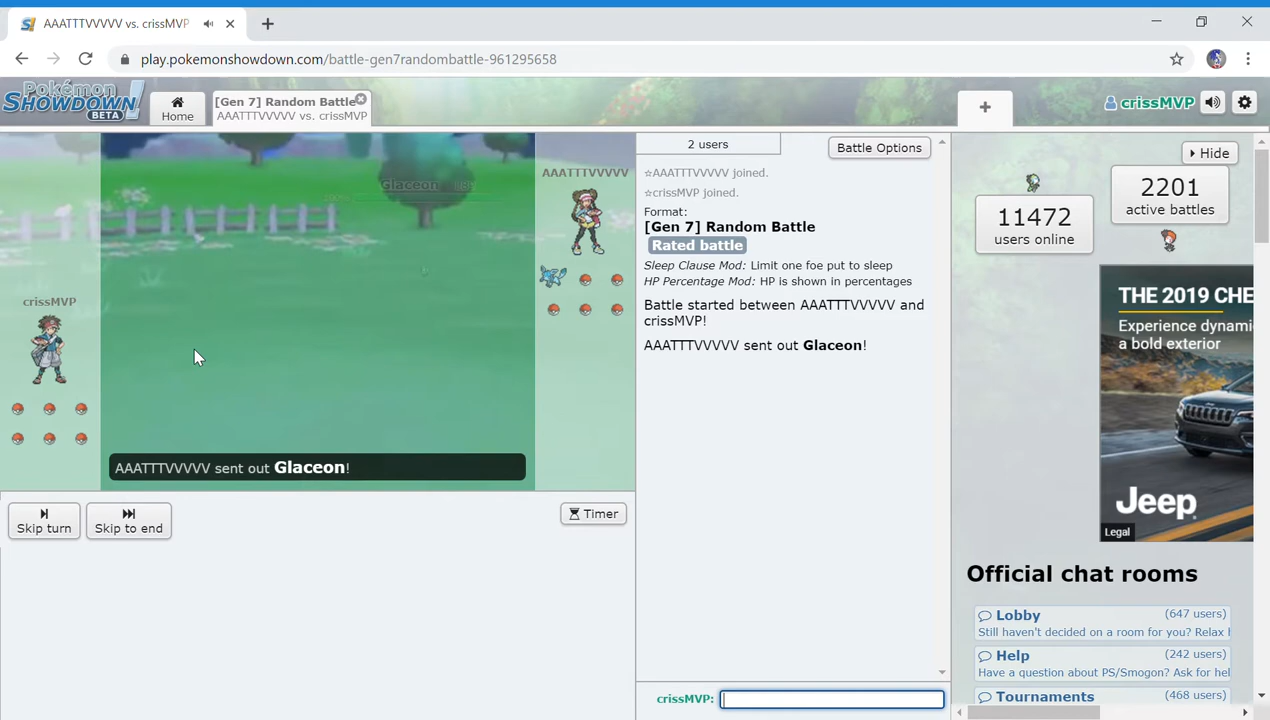 AAATTTVVVVV vs. crissMVP
play.pokemonshowdown.com/battle-gen7randombattle-961295658
Pokémon
SHOWDOWN!
BETA
Home
[Gen 7] Random Battle
AAATTTVVVVV vs. crissMVP
+
crissMVP
Glaceon
AAATTTVVVVV
crissMVP
AAATTTVVVVV sent out Glaceon!
Skip turn
Skip to end
Timer
2 users
Battle Options
☆AAATTTVVVVV joined.
☆crissMVP joined.
Format:
[Gen 7] Random Battle
Rated battle
Sleep Clause Mod: Limit one foe put to sleep
HP Percentage Mod: HP is shown in percentages
Battle started between AAATTTVVVVV and
crissMVP!
AAATTTVVVVV sent out Glaceon!
crissMVP:
Hide
11472
users online
2201
active battles
THE 2019 CHE
Experience dynami
a bold exterior
Jeep
Legal
Official chat rooms
Lobby (647 users)
Still haven't decided on a room for you? Relax
Help (242 users)
Have a question about PS/Smogon? Ask for hel
Tournaments (468 users)